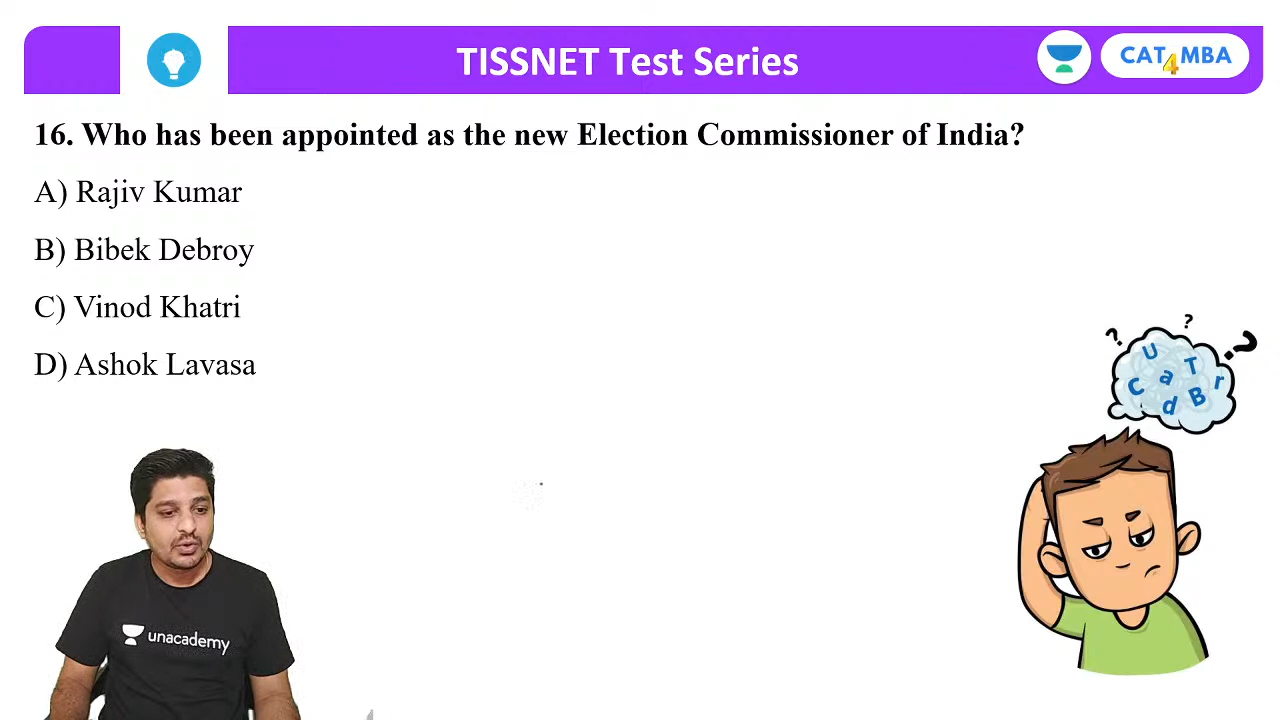 TISSNET Test Series
CAT4MBA
16. Who has been appointed as the new Election Commissioner of India?
A) Rajiv Kumar
B) Bibek Debroy
C) Vinod Khatri
D) Ashok Lavasa
? ? ?
U T C a r d B
unacademy